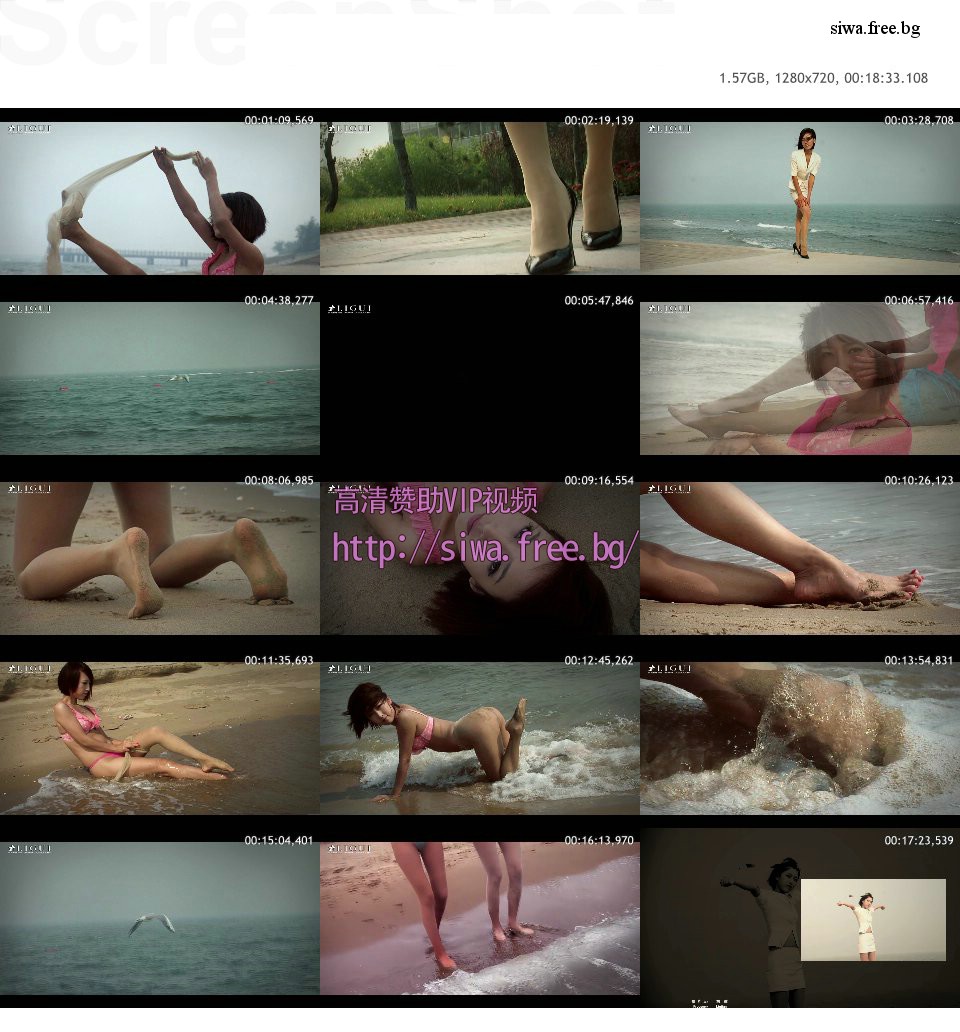 ScreenShot
siwa.free.bg
1.57GB, 1280x720, 00:18:33.108
00:01:09,569
00:02:19,139
00:03:28,708
LIGUI
LIGUI
LIGUI
00:04:38,277
00:05:47,846
00:06:57,416
LIGUI
LIGUI
LIGUI
00:08:06,985
00:09:16,554
00:10:26,123
LIGUI
LIGUI
高清赞助VIP视频
http://siwa.free.bg/
00:11:35,693
00:12:45,262
00:13:54,831
LIGUI
LIGUI
LIGUI
00:15:04,401
00:16:13,970
00:17:23,539
LIGUI
LIGUI